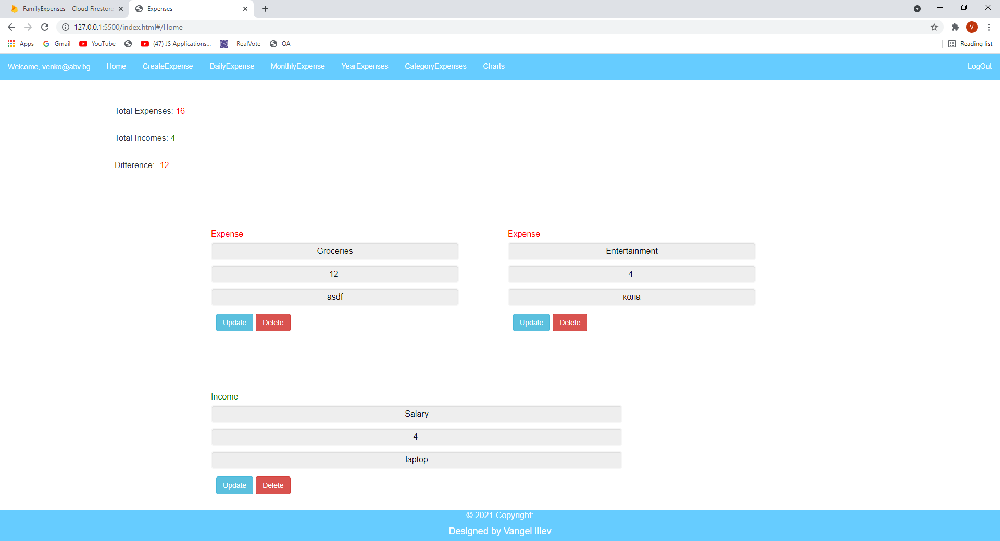 FamilyExpenses – Cloud Firestore
Expenses
127.0.0.1:5500/index.html#/Home
V
Apps
Gmail
YouTube
(47) JS Applications...
- RealVote
QA
Reading list
Welcome, venko@abv.bg
Home
CreateExpense
DailyExpense
MonthlyExpense
YearExpenses
CategoryExpenses
Charts
LogOut
Total Expenses: 16
Total Incomes: 4
Difference: -12
Expense
Groceries
12
asdf
Update
Delete
Expense
Entertainment
4
кола
Update
Delete
Income
Salary
4
laptop
Update
Delete
© 2021 Copyright:
Designed by Vangel Iliev